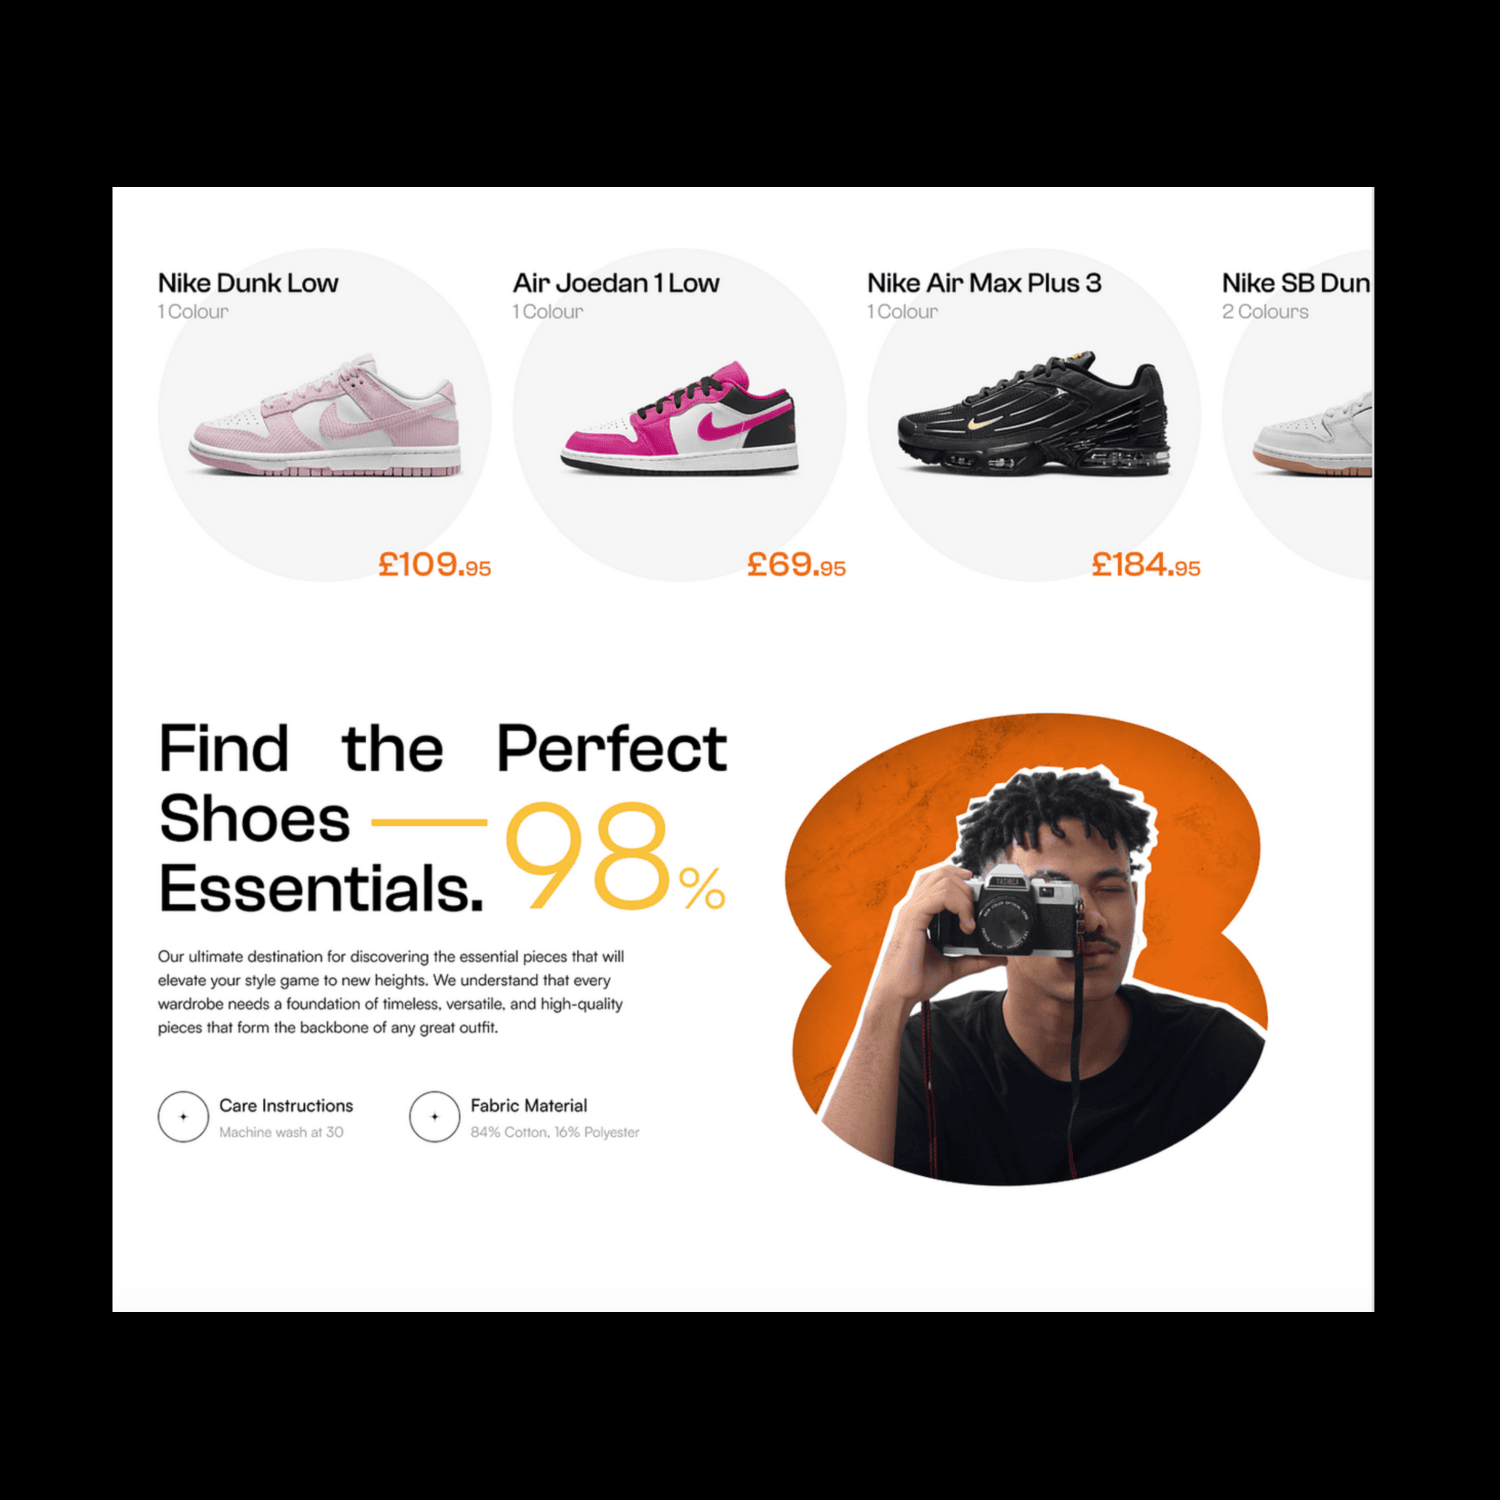 Nike Dunk Low
1 Colour
£109.95
Air Joedan 1 Low
1 Colour
£69.95
Nike Air Max Plus 3
1 Colour
£184.95
Nike SB Dun
2 Colours
Find the Perfect
Shoes
Essentials.
98%
Our ultimate destination for discovering the essential pieces that will
elevate your style game to new heights. We understand that every
wardrobe needs a foundation of timeless, versatile, and high-quality
pieces that form the backbone of any great outfit.
Care Instructions
Machine wash at 30
Fabric Material
84% Cotton, 16% Polyester
YASHICA